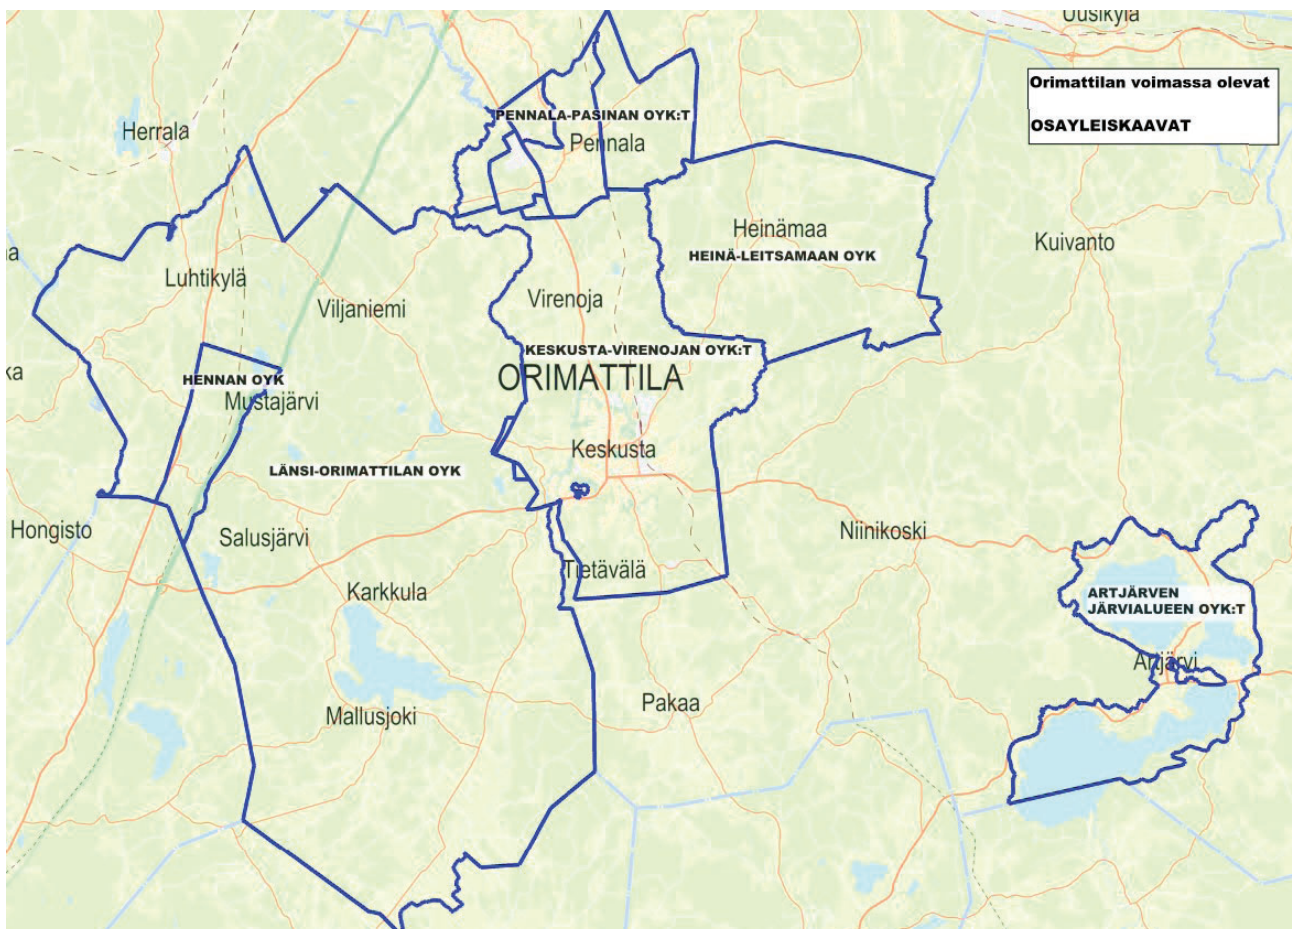 Uusikylä
Orimattilan voimassa olevat
OSAYLEISKAAVAT
Herrala
PENNALA-PASINAN OYK:T
Pennala
Heinämaa
HEINÄ-LEITSAMAAN OYK
Kuivanto
a
Luhtikylä
Viljaniemi
Virenoja
KESKUSTA-VIRENOJAN OYK:T
ORIMATTILA
ka
HENNAN OYK
Mustajärvi
Keskusta
LÄNSI-ORIMATTILAN OYK
Hongisto
Salusjärvi
Niinikoski
Tietävälä
Karkkula
ARTJÄRVEN
JÄRVIALUEEN OYK:T
Artjärvi
Mallusjoki
Pakaa